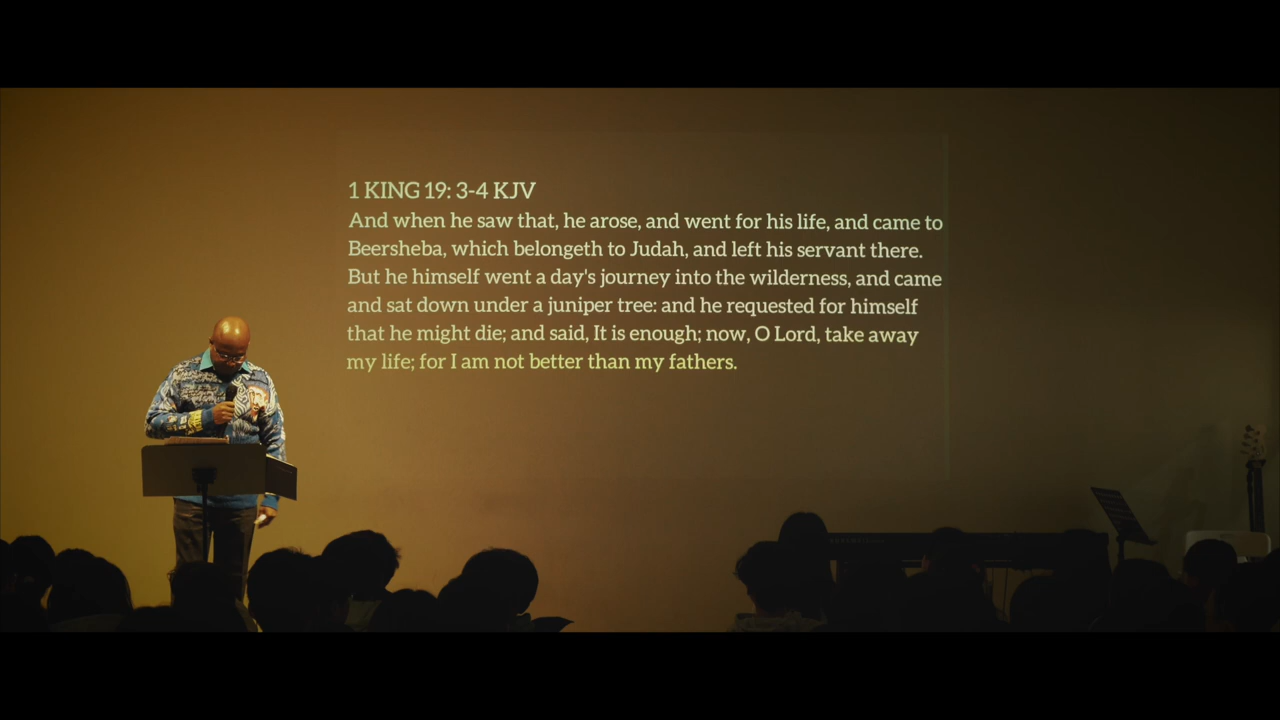 1 KING 19: 3-4 KJV
And when he saw that, he arose, and went for his life, and came to
Beersheba, which belongeth to Judah, and left his servant there.
But he himself went a day's journey into the wilderness, and came
and sat down under a juniper tree: and he requested for himself
that he might die; and said, It is enough; now, O Lord, take away
my life; for I am not better than my fathers.